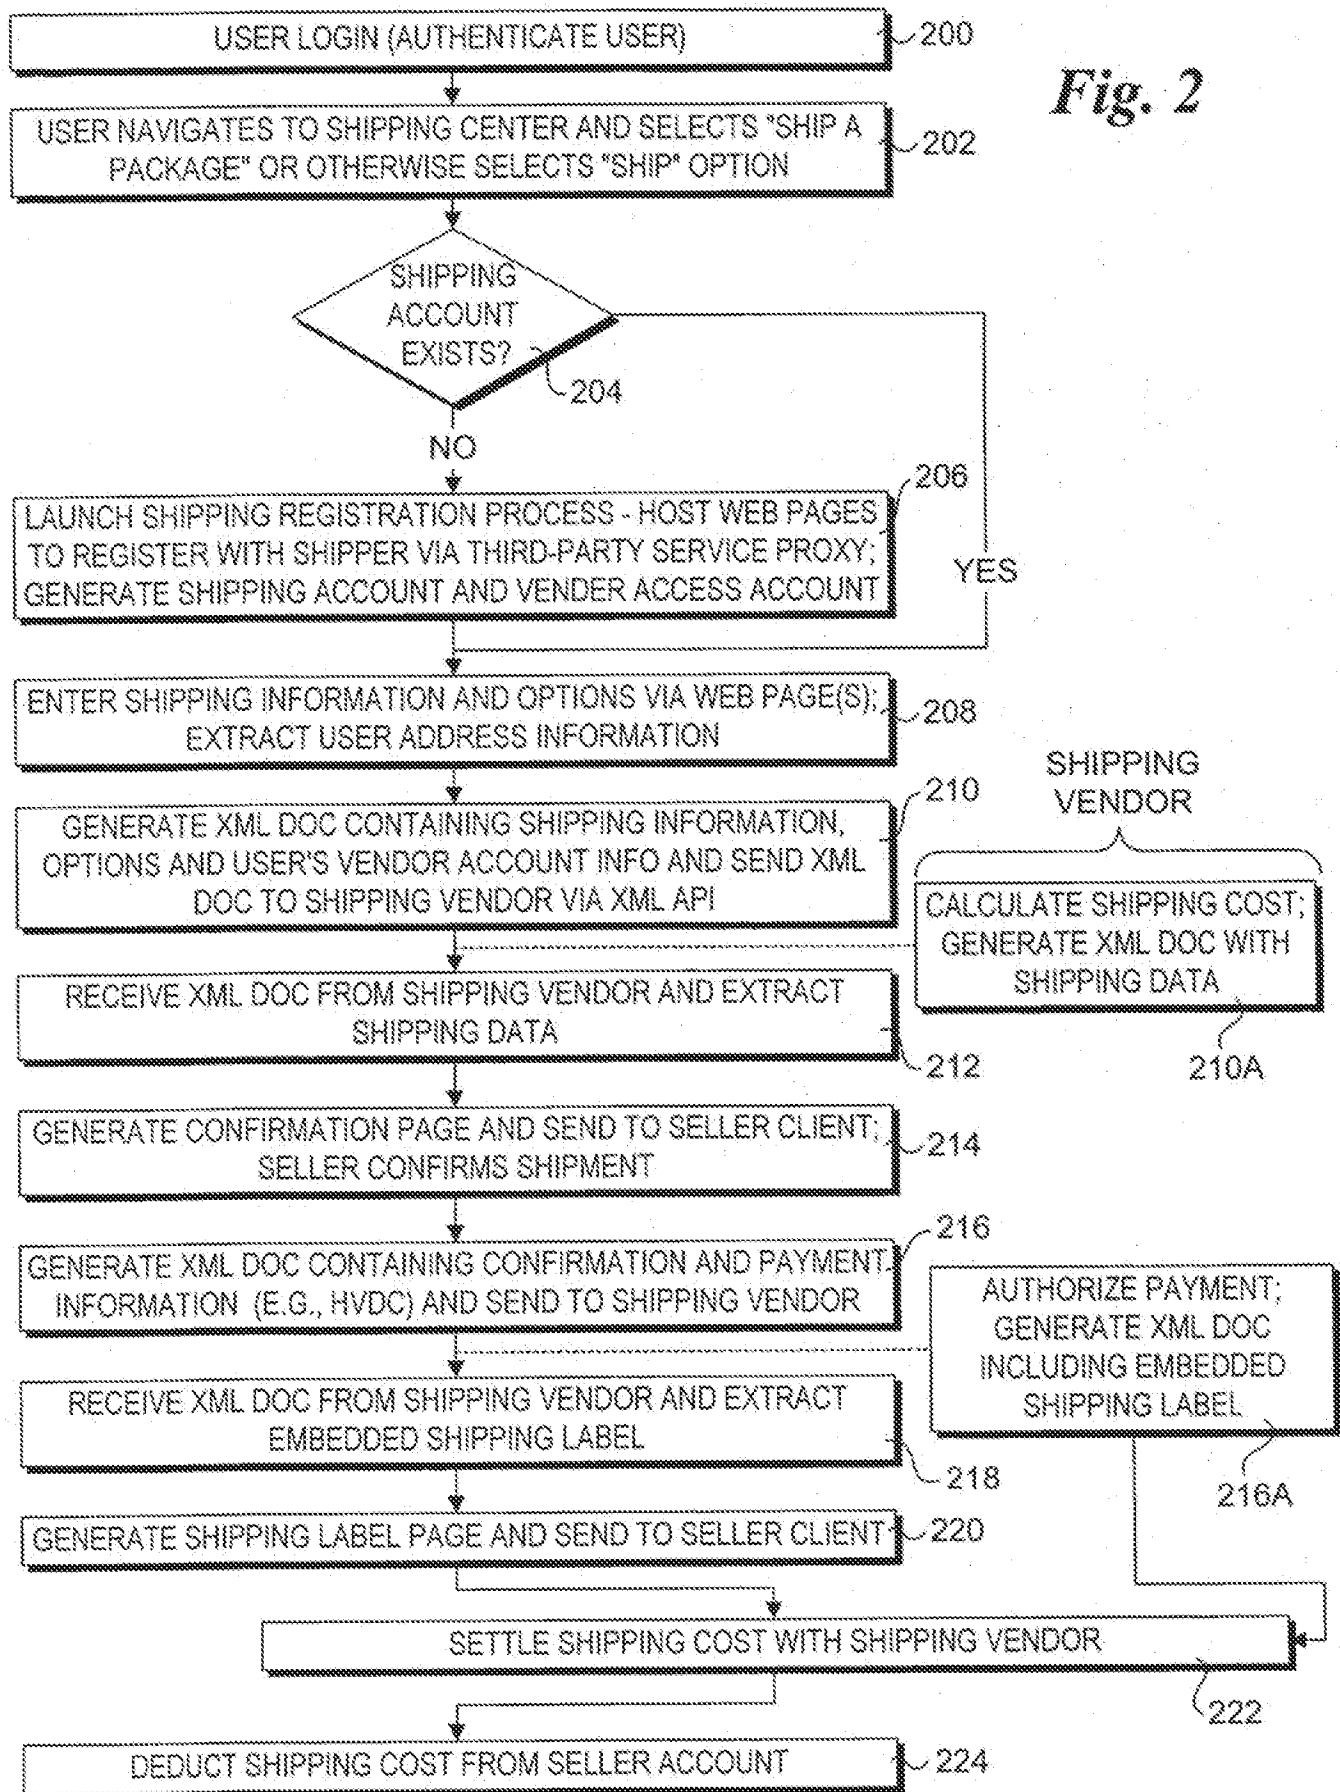 USER LOGIN (AUTHENTICATE USER)
200
Fig. 2
USER NAVIGATES TO SHIPPING CENTER AND SELECTS "SHIP A
PACKAGE" OR OTHERWISE SELECTS "SHIP" OPTION
202
SHIPPING
ACCOUNT
EXISTS?
204
NO
YES
206
LAUNCH SHIPPING REGISTRATION PROCESS - HOST WEB PAGES
TO REGISTER WITH SHIPPER VIA THIRD-PARTY SERVICE PROXY;
GENERATE SHIPPING ACCOUNT AND VENDER ACCESS ACCOUNT
ENTER SHIPPING INFORMATION AND OPTIONS VIA WEB PAGE(S);
EXTRACT USER ADDRESS INFORMATION
208
210
GENERATE XML DOC CONTAINING SHIPPING INFORMATION,
OPTIONS AND USER'S VENDOR ACCOUNT INFO AND SEND XML
DOC TO SHIPPING VENDOR VIA XML API
SHIPPING
VENDOR
CALCULATE SHIPPING COST;
GENERATE XML DOC WITH
SHIPPING DATA
210A
RECEIVE XML DOC FROM SHIPPING VENDOR AND EXTRACT
SHIPPING DATA
212
GENERATE CONFIRMATION PAGE AND SEND TO SELLER CLIENT;
SELLER CONFIRMS SHIPMENT
214
216
GENERATE XML DOC CONTAINING CONFIRMATION AND PAYMENT
INFORMATION (E.G., HVDC) AND SEND TO SHIPPING VENDOR
AUTHORIZE PAYMENT;
GENERATE XML DOC
INCLUDING EMBEDDED
SHIPPING LABEL
216A
RECEIVE XML DOC FROM SHIPPING VENDOR AND EXTRACT
EMBEDDED SHIPPING LABEL
218
GENERATE SHIPPING LABEL PAGE AND SEND TO SELLER CLIENT
220
SETTLE SHIPPING COST WITH SHIPPING VENDOR
222
DEDUCT SHIPPING COST FROM SELLER ACCOUNT
224